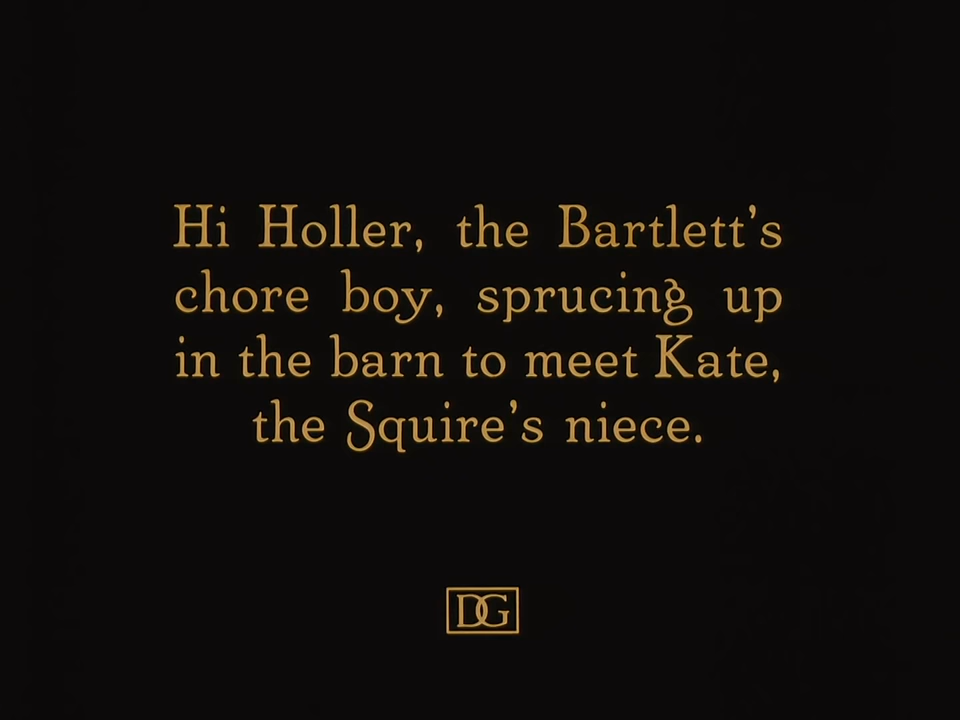 Hi Holler, the Bartlett's
chore boy, sprucing up
in the barn to meet Kate,
the Squire's niece.
DG